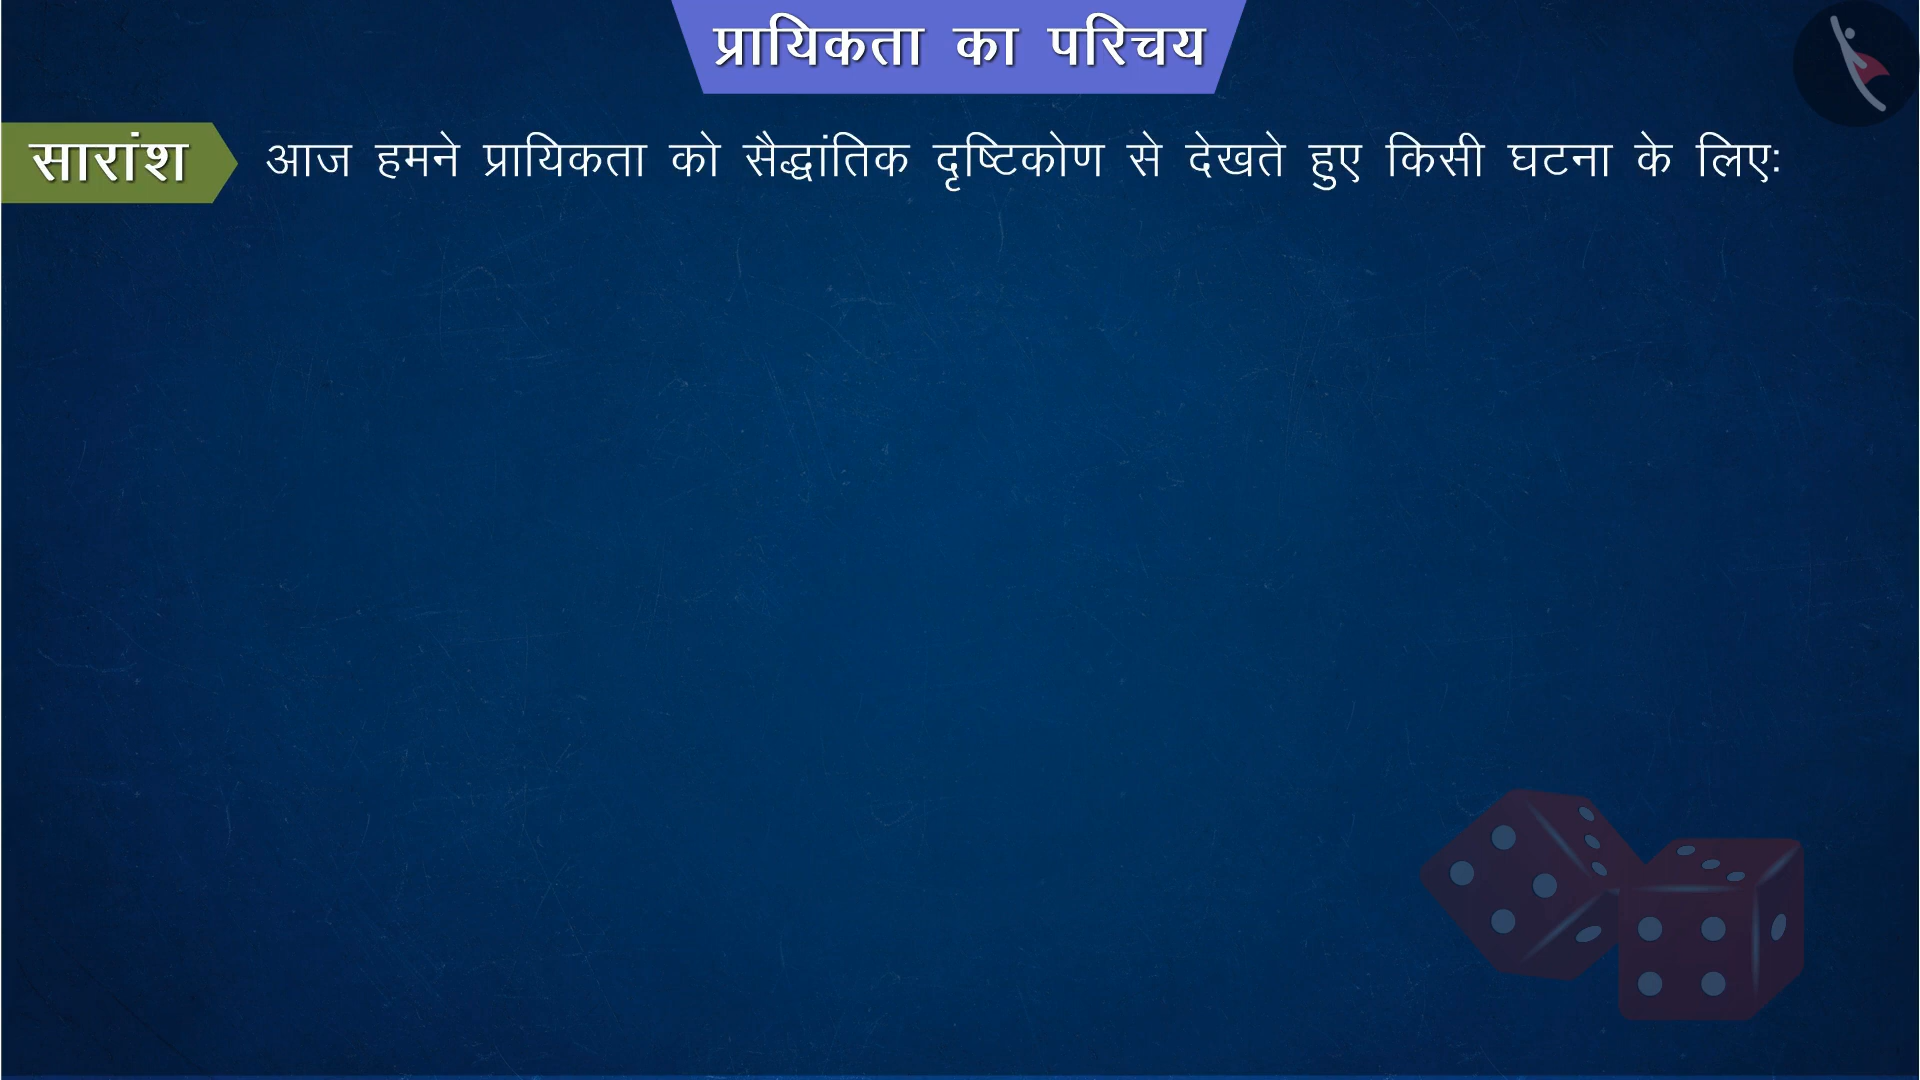 प्रायिकता का परिचय
सारांश
आज हमने प्रायिकता को सैद्धांतिक दृष्टिकोण से देखते हुए किसी घटना के लिए: